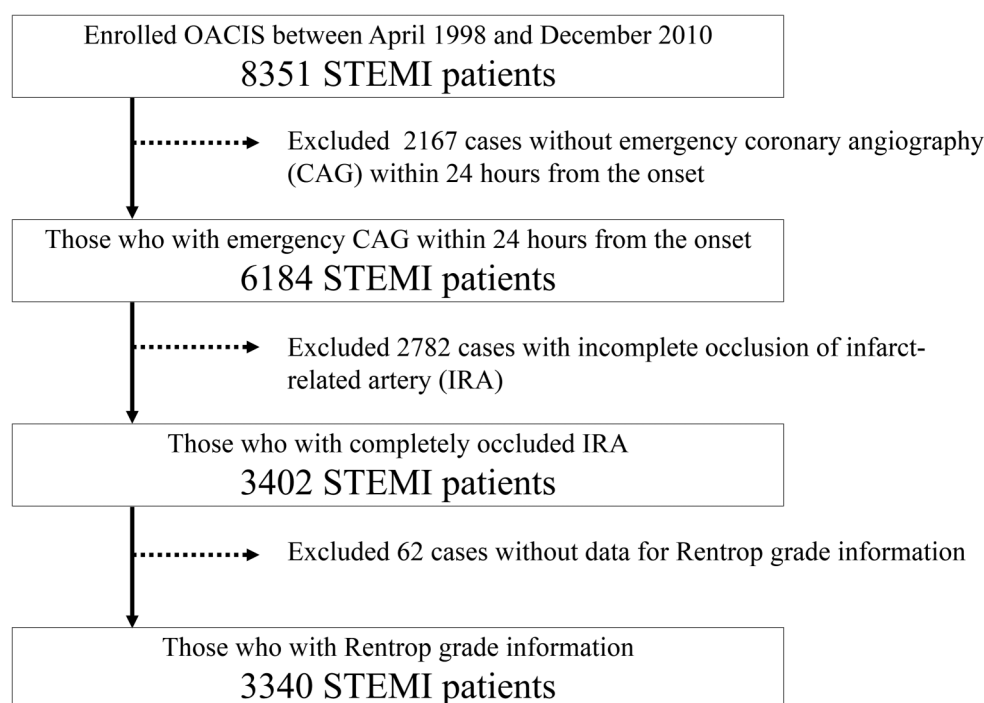 Enrolled OACIS between April 1998 and December 2010
8351 STEMI patients
Excluded 2167 cases without emergency coronary angiography
(CAG) within 24 hours from the onset
Those who with emergency CAG within 24 hours from the onset
6184 STEMI patients
Excluded 2782 cases with incomplete occlusion of infarct-
related artery (IRA)
Those who with completely occluded IRA
3402 STEMI patients
Excluded 62 cases without data for Rentrop grade information
Those who with Rentrop grade information
3340 STEMI patients